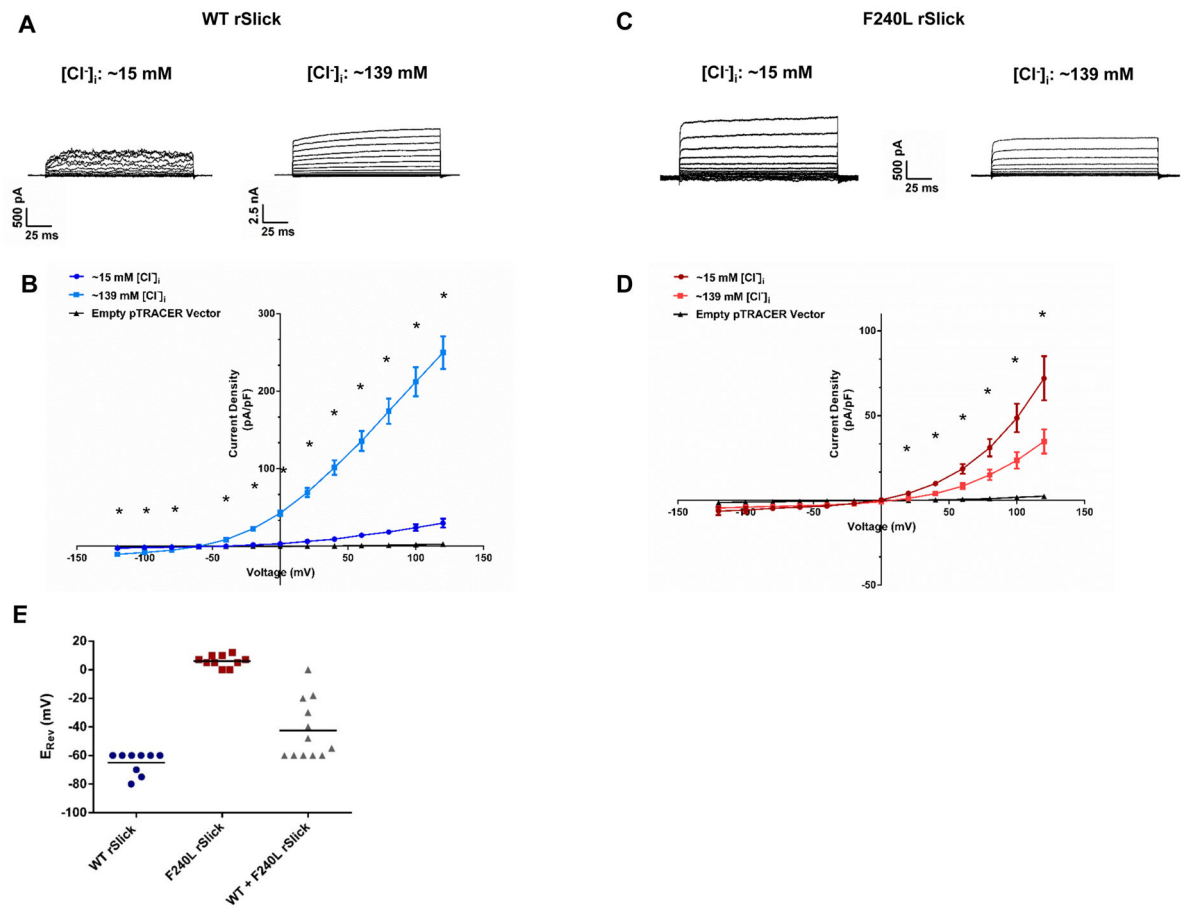 A
WT rSlick
[Cl-]i: ~15 mM
[Cl-]i: ~139 mM
500 pA
25 ms
2.5 nA
25 ms
C
F240L rSlick
[Cl-]i: ~15 mM
[Cl-]i: ~139 mM
500 pA
25 ms
B
~15 mM [Cl-]i
~139 mM [Cl-]i
Empty pTRACER Vector
Current Density
(pA/pF)
300
200
100
* * * * * * * * * * * *
-150
-100
-50
50
100
150
Voltage (mV)
D
~15 mM [Cl-]i
~139 mM [Cl-]i
Empty pTRACER Vector
Current Density
(pA/pF)
100
50
-50
* * * * * *
-150
-100
-50
50
100
150
Voltage (mV)
E
ERev (mV)
20
0
-20
-40
-60
-80
-100
WT rSlick
F240L rSlick
WT + F240L rSlick